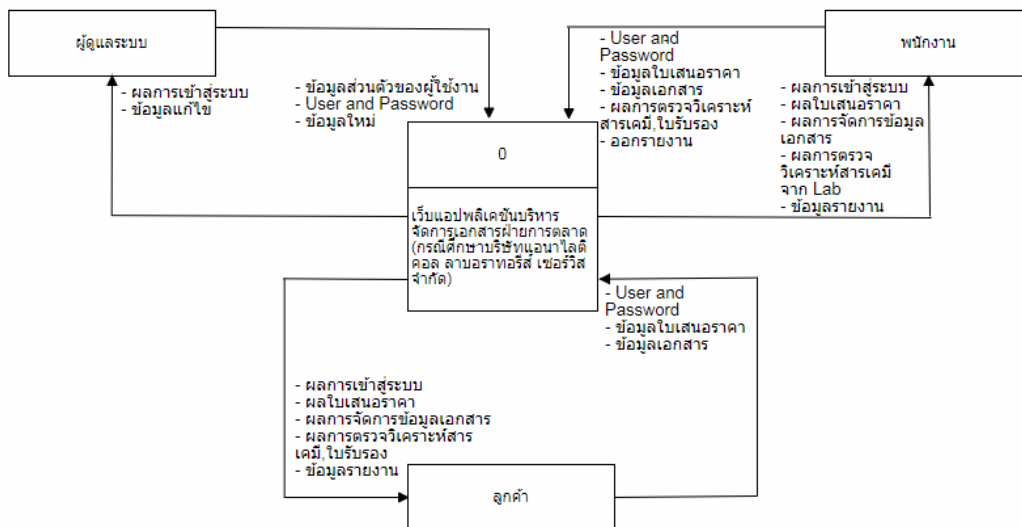 ผู้ดูแลระบบ
พนักงาน
- ผลการเข้าสู่ระบบ
- ข้อมูลแก้ไข
- ข้อมูลส่วนตัวของผู้ใช้งาน
- User and Password
- ข้อมูลใหม่
- User and
Password
- ข้อมูลใบเสนอราคา
- ข้อมูลเอกสาร
- ผลการตรวจวิเคราะห์
สารเคมี,ใบรับรอง
- ออกรายงาน
- ผลการเข้าสู่ระบบ
- ผลใบเสนอราคา
- ผลการจัดการข้อมูล
เอกสาร
- ผลการตรวจ
วิเคราะห์สารเคมี
จาก Lab
- ข้อมูลรายงาน
0
เว็บแอปพลิเคชันบริหาร
จัดการเอกสารฝ่ายการตลาด
(กรณีศึกษาบริษัทแอนาไลติ
คอล ลาบอราทอรีส์ เซอร์วิส
จำกัด)
- User and
Password
- ข้อมูลใบเสนอราคา
- ข้อมูลเอกสาร
- ผลการเข้าสู่ระบบ
- ผลใบเสนอราคา
- ผลการจัดการข้อมูลเอกสาร
- ผลการตรวจวิเคราะห์สาร
เคมี,ใบรับรอง
- ข้อมูลรายงาน
ลูกค้า